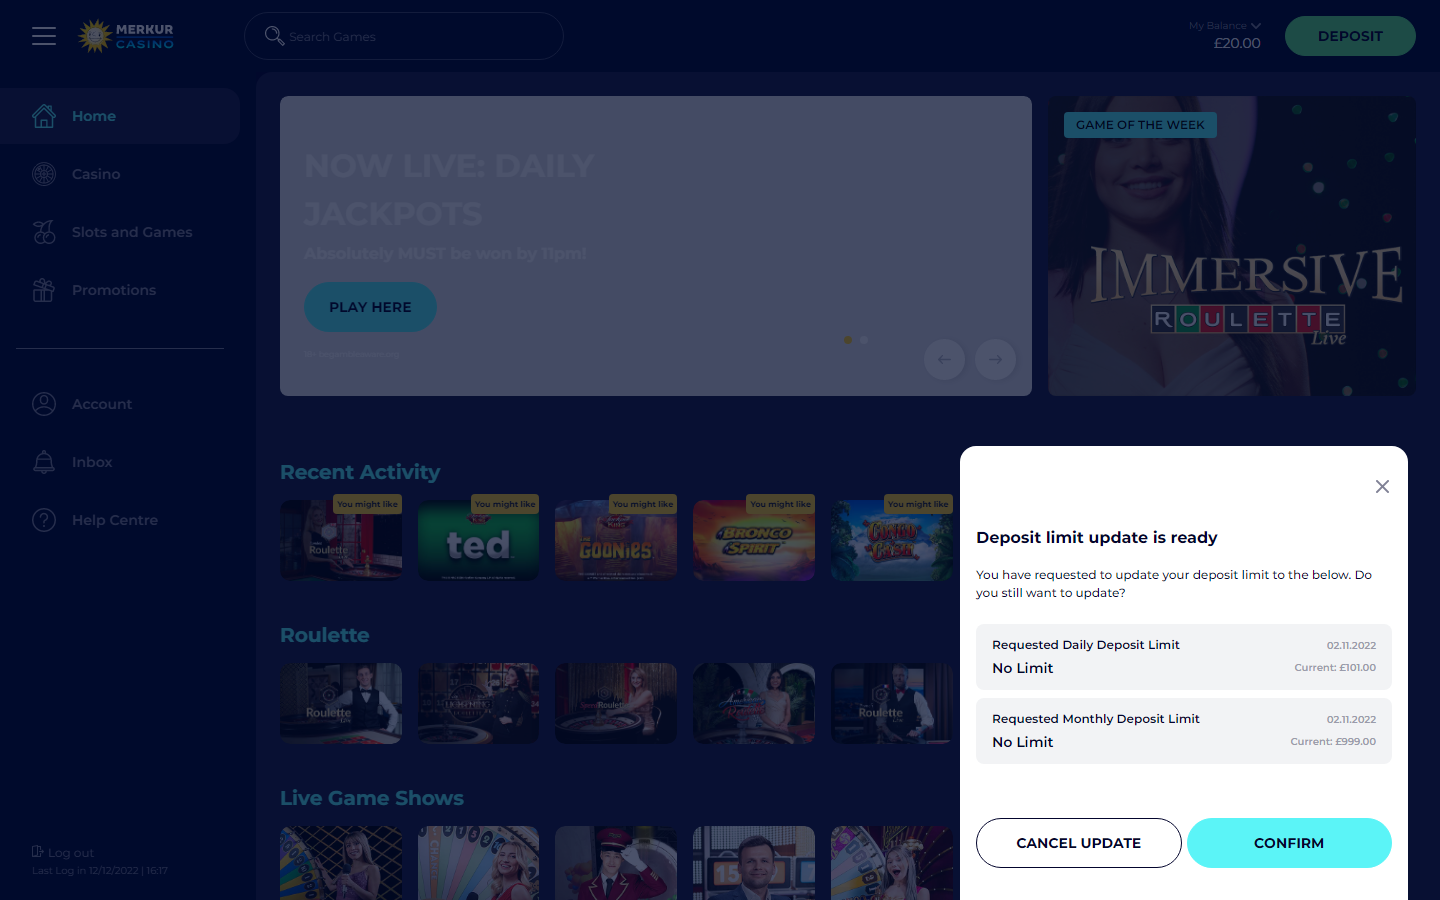 MERKUR
CASINO
Search Games
My Balance
£20.00
DEPOSIT
Home
Casino
Slots and Games
Promotions
Account
Inbox
Help Centre
Log out
Last Log in 12/12/2022 | 16:17
NOW LIVE: DAILY
JACKPOTS
Absolutely MUST be won by 11pm!
PLAY HERE
GAME OF THE WEEK
IMMERSIVE
ROULETTE
Live
Recent Activity
You might like
You might like
You might like
You might like
You might like
Roulette
ted
THE GOONIES
BRONCO
SPIRIT
CONGO
CASH
Roulette
Roulette
Roulette
American
Roulette
Roulette
Live Game Shows
Deposit limit update is ready
You have requested to update your deposit limit to the below. Do
you still want to update?
Requested Daily Deposit Limit
02.11.2022
No Limit
Current: £101.00
Requested Monthly Deposit Limit
02.11.2022
No Limit
Current: £999.00
CANCEL UPDATE
CONFIRM